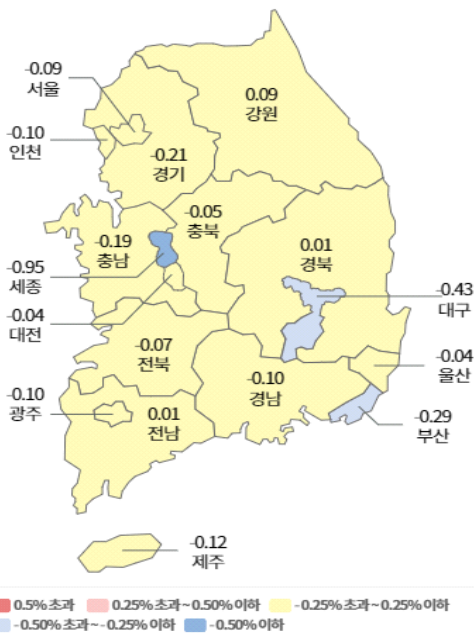 -0.09
서울
0.09
강원
-0.10
인천
-0.21
경기
-0.05
충북
-0.19
충남
0.01
경북
-0.95
세종
-0.43
대구
-0.04
대전
-0.07
전북
-0.04
울산
-0.10
경남
-0.10
광주
0.01
전남
-0.29
부산
-0.12
제주
0.5% 초과 0.25% 초과 ~ 0.50% 이하 - 0.25% 초과 ~ 0.25% 이하
- 0.50% 초과 ~ - 0.25% 이하 - 0.50% 이하